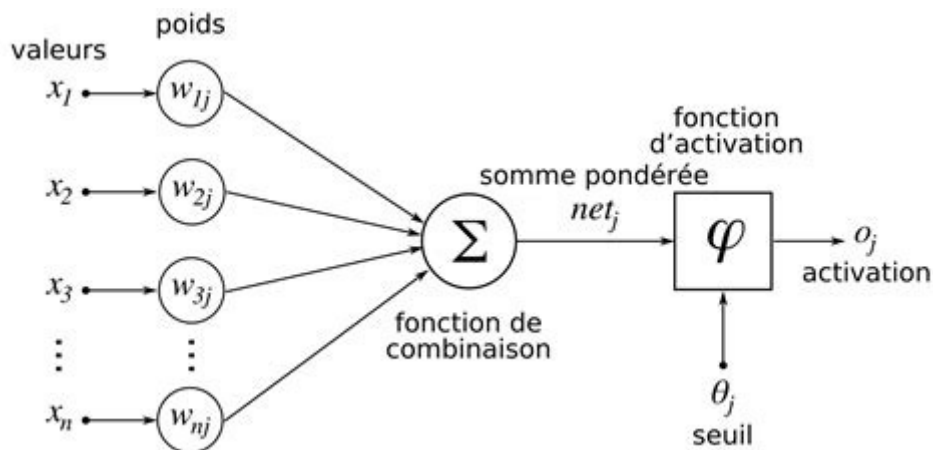 poids
valeurs
x₁
w₁ⱼ
fonction
d'activation
x₂
w₂ⱼ
somme pondérée
netⱼ
Σ
φ
oⱼ
activation
x₃
w₃ⱼ
fonction de
combinaison
⋮
⋮
xₙ
wₙⱼ
θⱼ
seuil